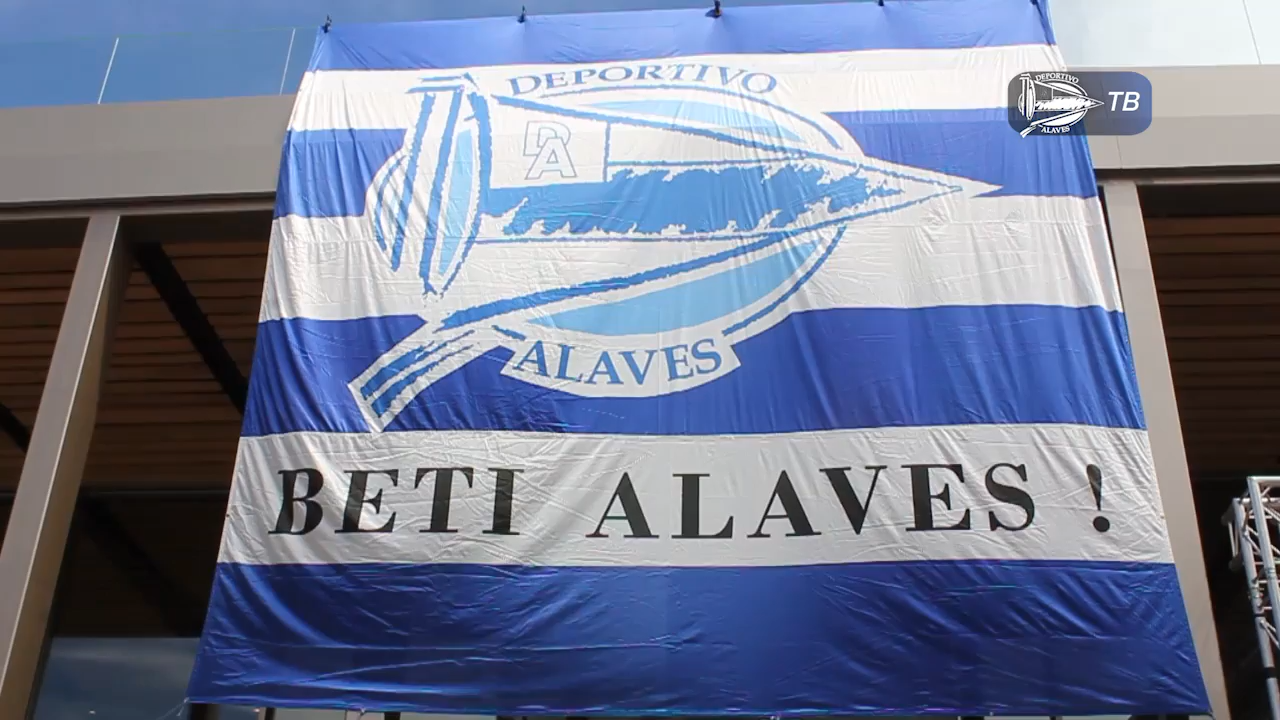 DEPORTIVO
DA
ALAVES
BETI ALAVES !
DEPORTIVO
ALAVES
TB